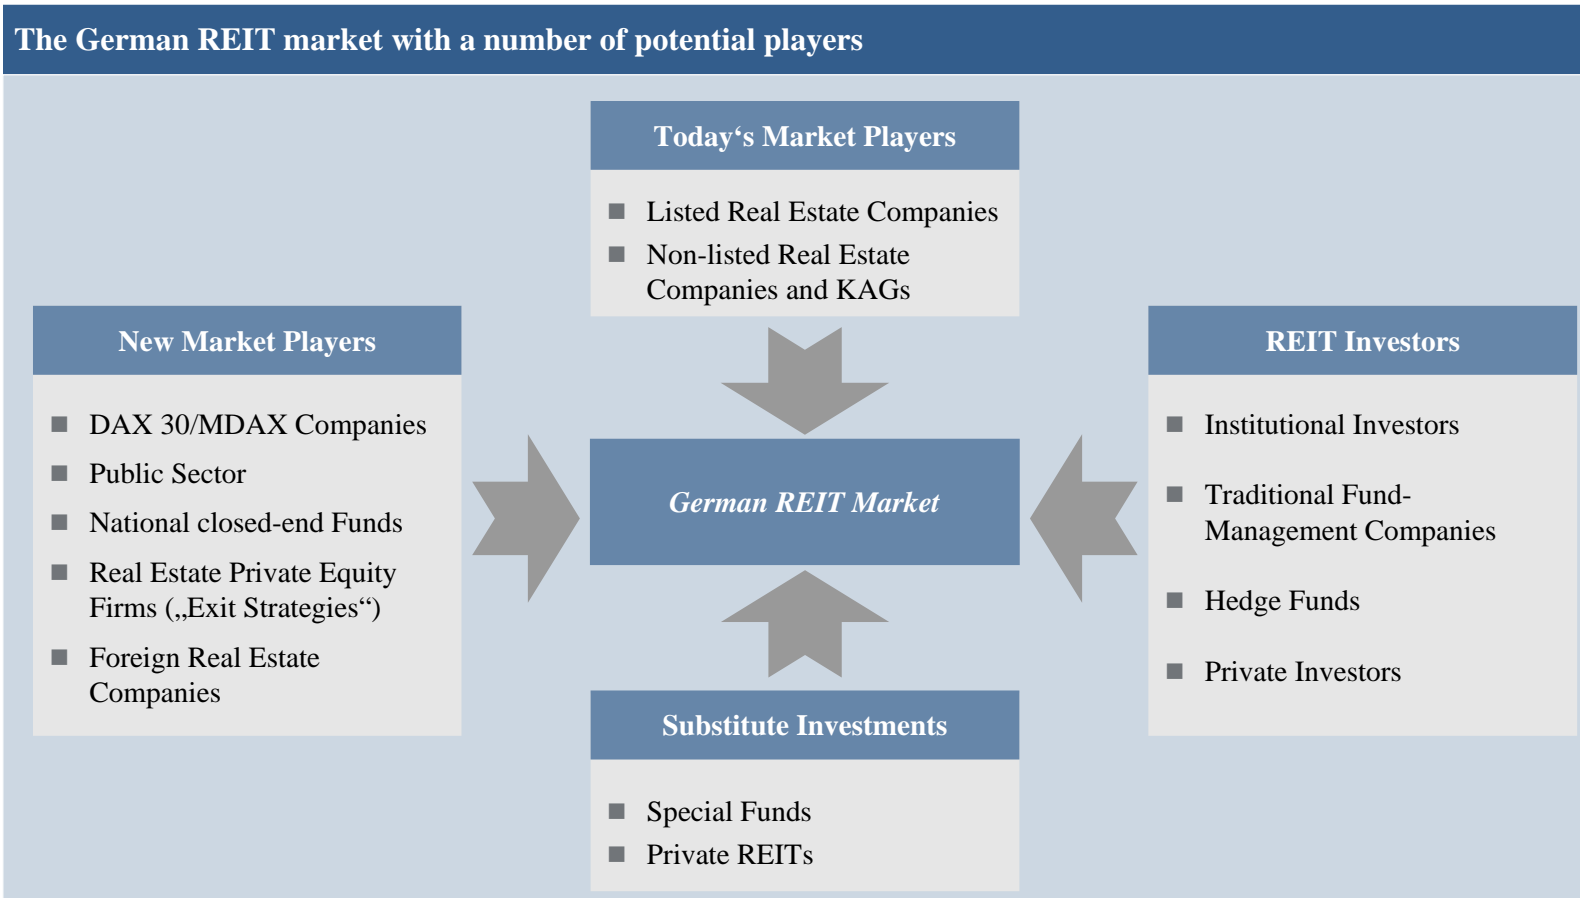 The German REIT market with a number of potential players
Today‘s Market Players
Listed Real Estate Companies
Non-listed Real Estate
Companies and KAGs
New Market Players
DAX 30/MDAX Companies
Public Sector
National closed-end Funds
Real Estate Private Equity
Firms („Exit Strategies“)
Foreign Real Estate
Companies
German REIT Market
REIT Investors
Institutional Investors
Traditional Fund-
Management Companies
Hedge Funds
Private Investors
Substitute Investments
Special Funds
Private REITs